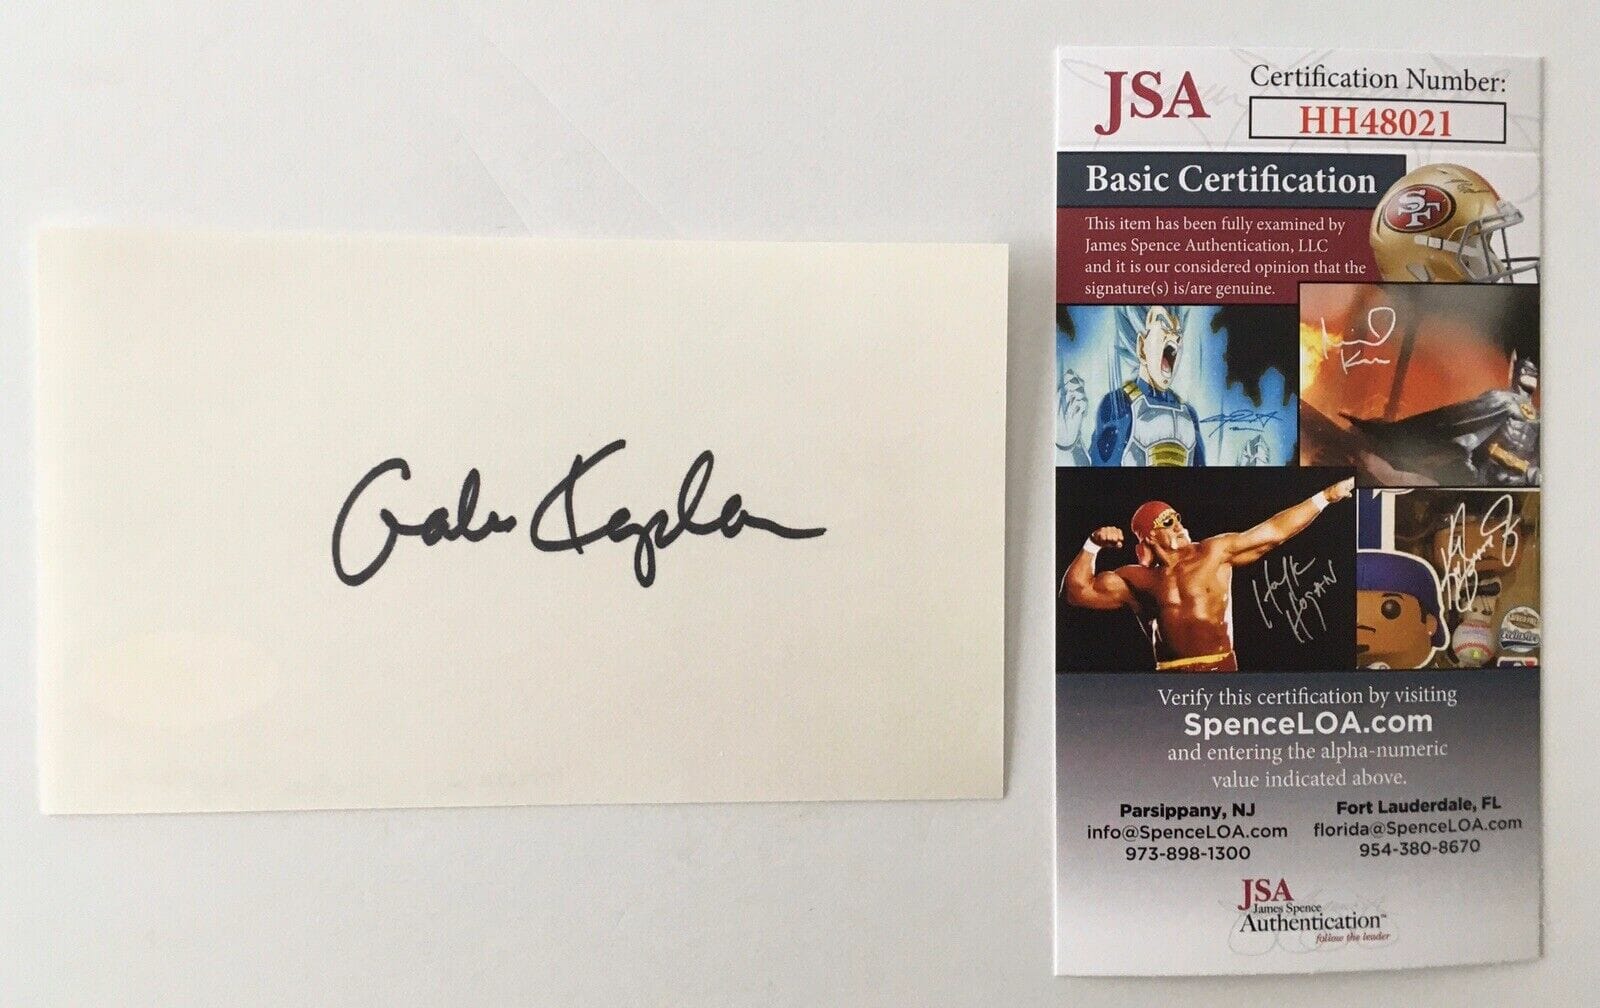 Gabe Kaplan
JSA
Certification Number:
HH48021
Basic Certification
This item has been fully examined by
James Spence Authentication, LLC
and it is our considered opinion that the
signature(s) is/are genuine.
SF
Hulk
Hogan
Verify this certification by visiting
SpenceLOA.com
and entering the alpha-numeric
value indicated above.
Parsippany, NJ
info@SpenceLOA.com
973-898-1300
Fort Lauderdale, FL
florida@SpenceLOA.com
954-380-8670
JSA
James Spence
Authentication™
follow the leader